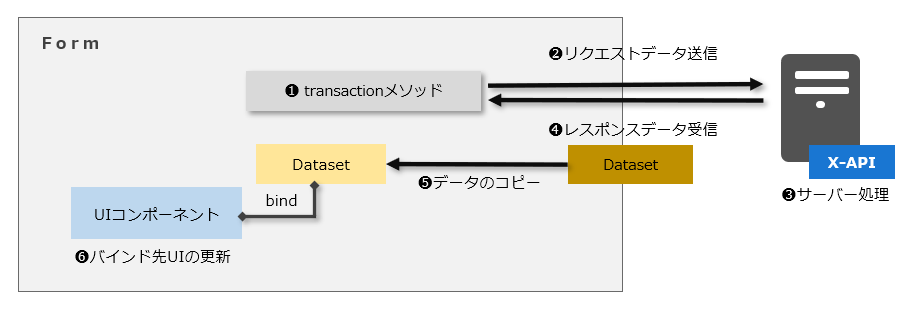 Form
❷リクエストデータ送信
❶ transactionメソッド
❹レスポンスデータ受信
X-API
Dataset
Dataset
❺データのコピー
❸サーバー処理
bind
UIコンポーネント
❻バインド先UIの更新